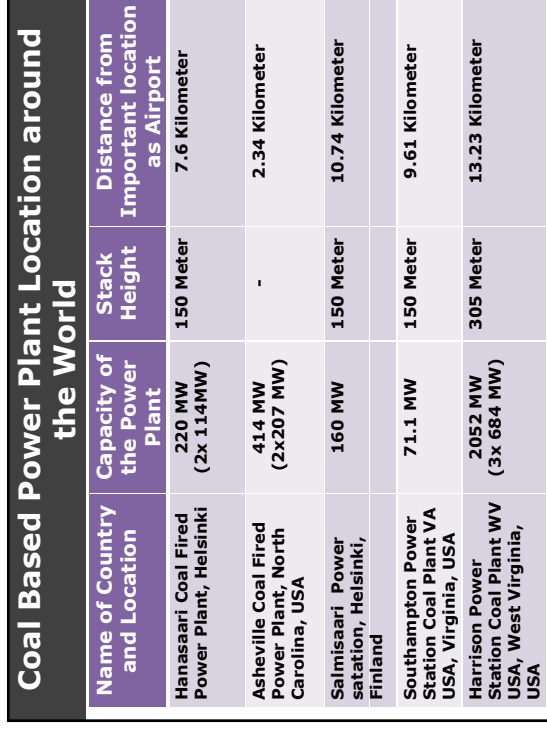 Coal Based Power Plant Location around
the World
Name of Country
and Location
Capacity of
the Power
Plant
Stack
Height
Distance from
Important location
as Airport
Hanasaari Coal Fired
Power Plant, Helsinki
220 MW
(2x 114MW)
150 Meter
7.6 Kilometer
Asheville Coal Fired
Power Plant, North
Carolina, USA
414 MW
(2x207 MW)
-
2.34 Kilometer
Salmisaari Power
satation, Helsinki,
Finland
160 MW
150 Meter
10.74 Kilometer
Southampton Power
Station Coal Plant VA
USA, Virginia, USA
71.1 MW
150 Meter
9.61 Kilometer
Harrison Power
Station Coal Plant WV
USA, West Virginia,
USA
2052 MW
(3x 684 MW)
305 Meter
13.23 Kilometer